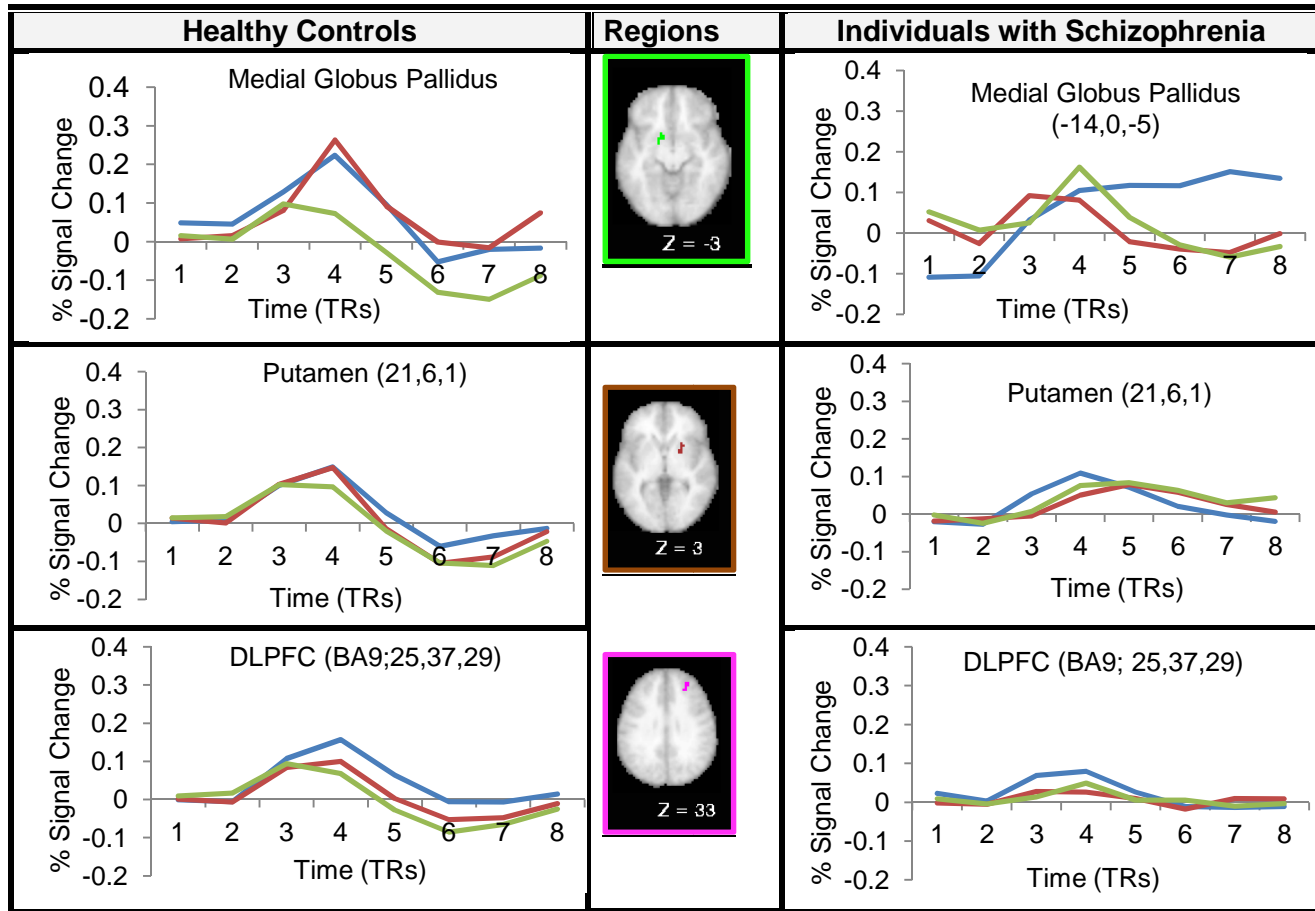 Healthy Controls
Regions
Individuals with Schizophrenia
Medial Globus Pallidus
% Signal Change
0.4
0.3
0.2
0.1
0
-0.1
-0.2
1 2 3 4 5 6 7 8
Time (TRs)
Z = -3
Medial Globus Pallidus
(-14,0,-5)
% Signal Change
0.4
0.3
0.2
0.1
0
-0.1
-0.2
1 2 3 4 5 6 7 8
Time (TRs)
Putamen (21,6,1)
% Signal Change
0.4
0.3
0.2
0.1
0
-0.1
-0.2
1 2 3 4 5 6 7 8
Time (TRs)
Z = 3
Putamen (21,6,1)
% Signal Change
0.4
0.3
0.2
0.1
0
-0.1
-0.2
1 2 3 4 5 6 7 8
Time (TRs)
DLPFC (BA9;25,37,29)
% Signal Change
0.4
0.3
0.2
0.1
0
-0.1
-0.2
1 2 3 4 5 6 7 8
Time (TRs)
Z = 33
DLPFC (BA9; 25,37,29)
% Signal Change
0.4
0.3
0.2
0.1
0
-0.1
-0.2
1 2 3 4 5 6 7 8
Time (TRs)